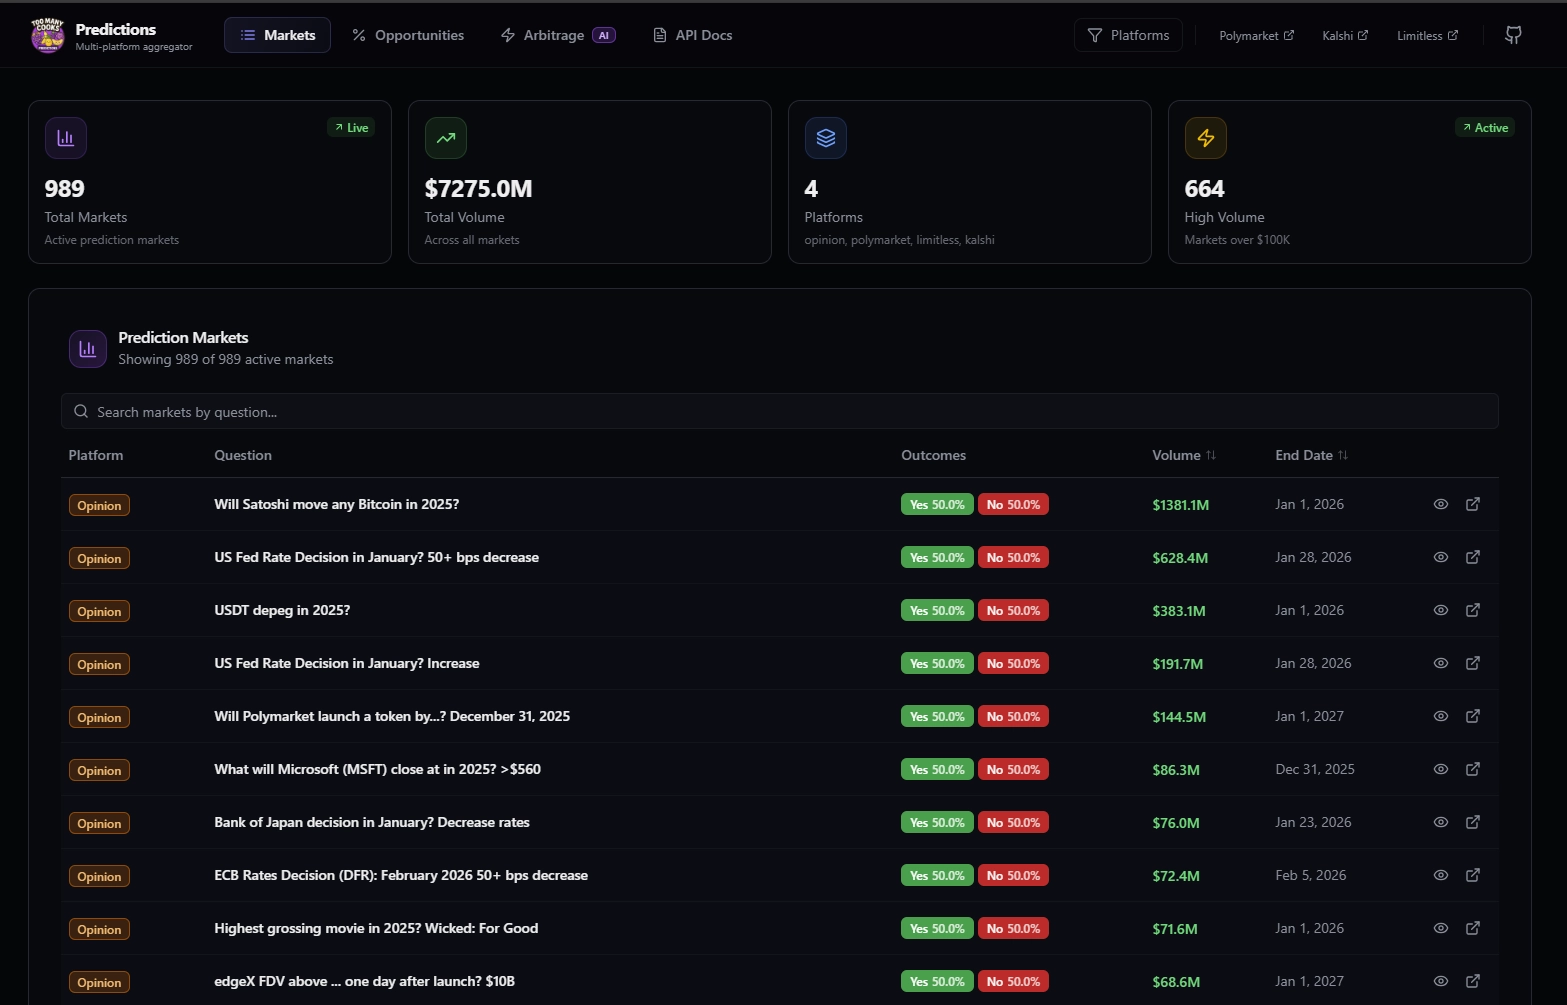 TOO MANY COOKS
Predictions
Multi-platform aggregator
Markets
Opportunities
Arbitrage AI
API Docs
Platforms
Polymarket
Kalshi
Limitless
Live
989
Total Markets
Active prediction markets
$7275.0M
Total Volume
Across all markets
4
Platforms
opinion, polymarket, limitless, kalshi
Active
664
High Volume
Markets over $100K
Prediction Markets
Showing 989 of 989 active markets
Search markets by question...
Platform Question Outcomes Volume End Date
Opinion Will Satoshi move any Bitcoin in 2025? Yes 50.0% No 50.0% $1381.1M Jan 1, 2026
Opinion US Fed Rate Decision in January? 50+ bps decrease Yes 50.0% No 50.0% $628.4M Jan 28, 2026
Opinion USDT depeg in 2025? Yes 50.0% No 50.0% $383.1M Jan 1, 2026
Opinion US Fed Rate Decision in January? Increase Yes 50.0% No 50.0% $191.7M Jan 28, 2026
Opinion Will Polymarket launch a token by...? December 31, 2025 Yes 50.0% No 50.0% $144.5M Jan 1, 2027
Opinion What will Microsoft (MSFT) close at in 2025? >$560 Yes 50.0% No 50.0% $86.3M Dec 31, 2025
Opinion Bank of Japan decision in January? Decrease rates Yes 50.0% No 50.0% $76.0M Jan 23, 2026
Opinion ECB Rates Decision (DFR): February 2026 50+ bps decrease Yes 50.0% No 50.0% $72.4M Feb 5, 2026
Opinion Highest grossing movie in 2025? Wicked: For Good Yes 50.0% No 50.0% $71.6M Jan 1, 2026
Opinion edgeX FDV above ... one day after launch? $10B Yes 50.0% No 50.0% $68.6M Jan 1, 2027